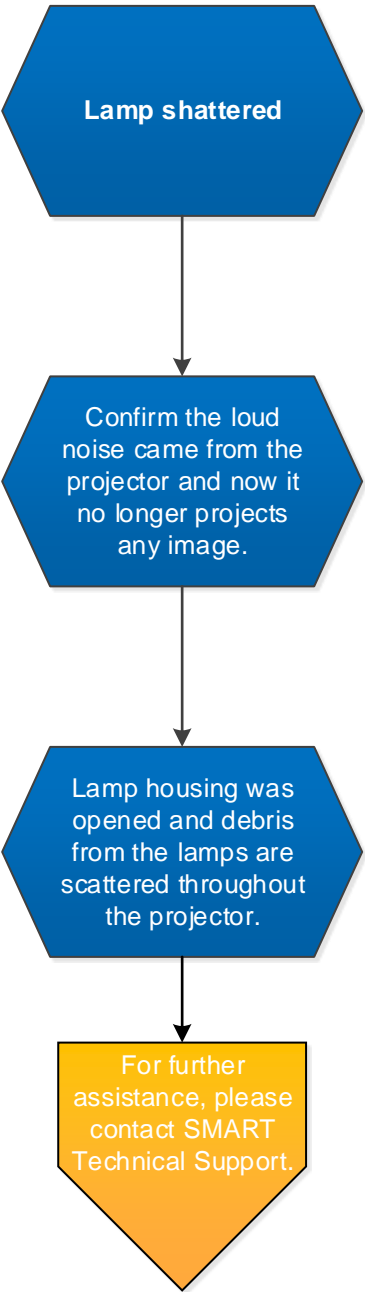 Lamp shattered
Confirm the loud
noise came from the
projector and now it
no longer projects
any image.
Lamp housing was
opened and debris
from the lamps are
scattered throughout
the projector.
For further
assistance, please
contact SMART
Technical Support.